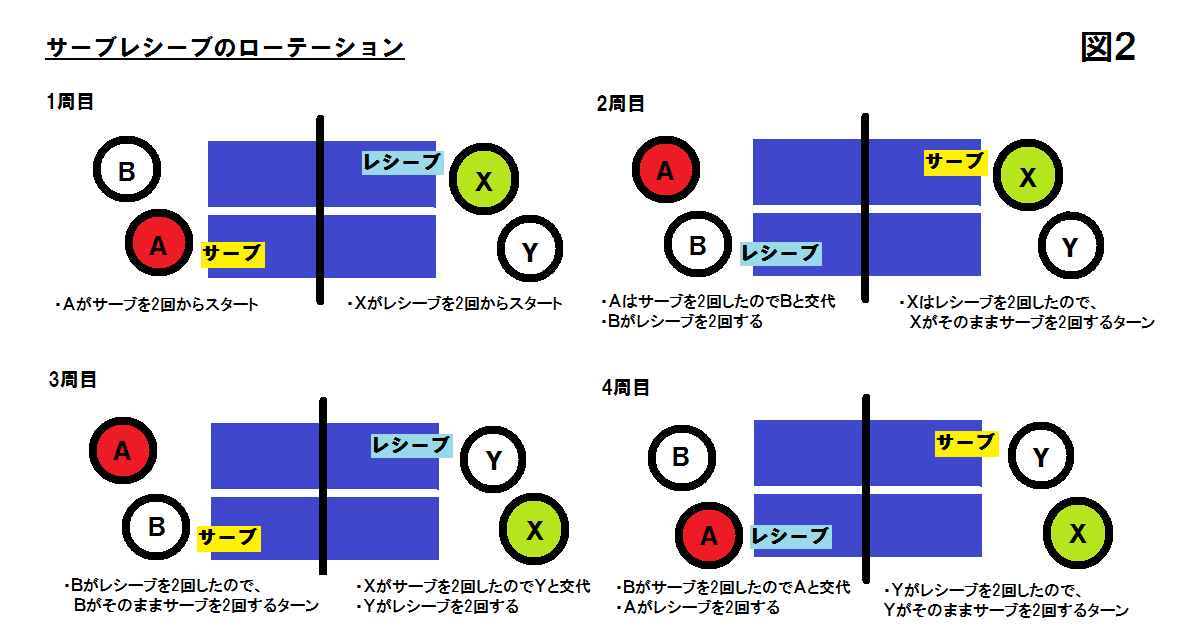 サーブレシーブのローテーション
図2
1周目
B
A
サーブ
レシーブ
X
Y
・Aがサーブを2回からスタート
・Xがレシーブを2回からスタート
2周目
A
B
レシーブ
サーブ
X
Y
・Aはサーブを2回したのでBと交代
・Bがレシーブを2回する
・Xはレシーブを2回したので、
Xがそのままサーブを2回するターン
3周目
A
B
サーブ
レシーブ
Y
X
・Bがレシーブを2回したので、
Bがそのままサーブを2回するターン
・Xがサーブを2回したのでYと交代
・Yがレシーブを2回する
4周目
B
A
レシーブ
サーブ
Y
X
・Bがサーブを2回したのでAと交代
・Aがレシーブを2回する
・Yがレシーブを2回したので、
Yがそのままサーブを2回するターン